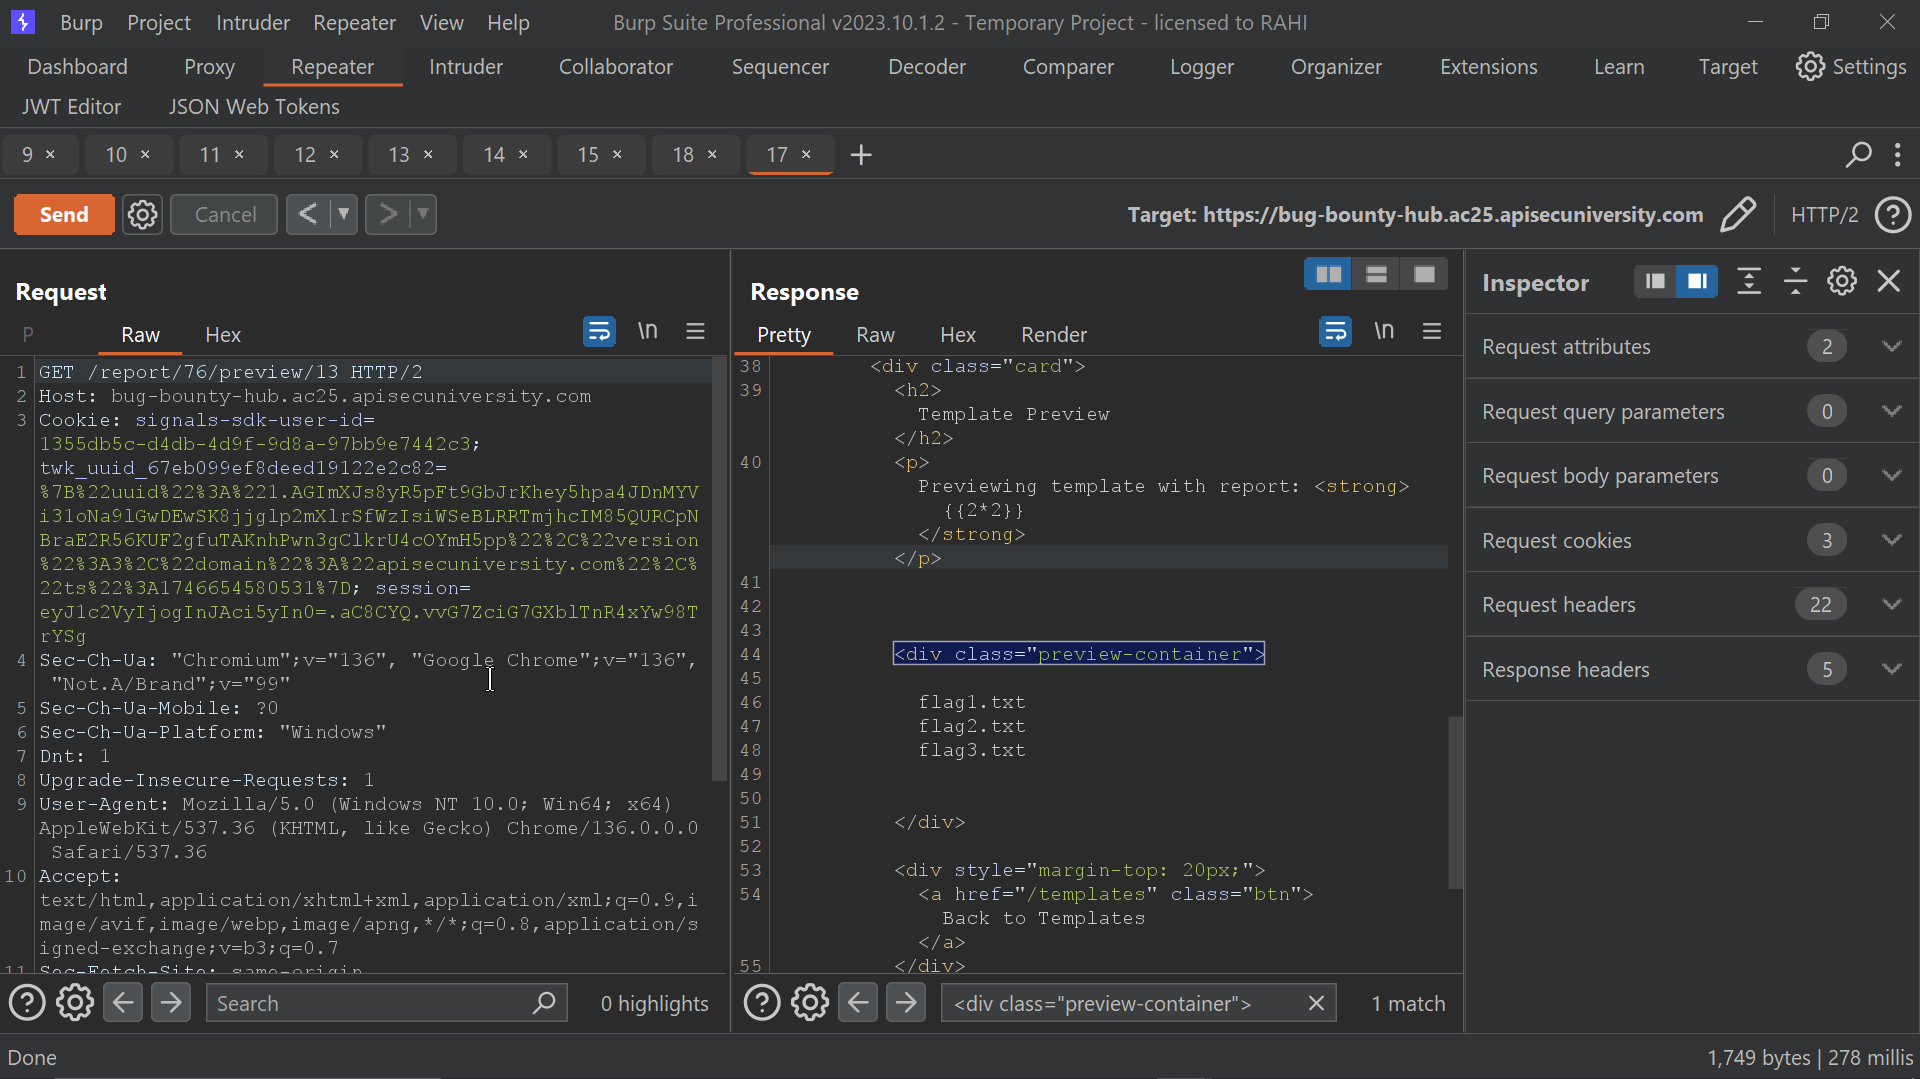 Burp Project Intruder Repeater View Help Burp Suite Professional v2023.10.1.2 - Temporary Project - licensed to RAHI
Dashboard Proxy Repeater Intruder Collaborator Sequencer Decoder Comparer Logger Organizer Extensions Learn Target Settings
JWT Editor JSON Web Tokens
9 × 10 × 11 × 12 × 13 × 14 × 15 × 18 × 17 × +
Send Cancel < ▼ > ▼ Target: https://bug-bounty-hub.ac25.apisecuniversity.com HTTP/2 ?
Request
P Raw Hex \n
1 GET /report/76/preview/13 HTTP/2
2 Host: bug-bounty-hub.ac25.apisecuniversity.com
3 Cookie: signals-sdk-user-id=
1355db5c-d4db-4d9f-9d8a-97bb9e7442c3;
twk_uuid_67eb099ef8deed19122e2c82=
%7B%22uuid%22%3A%221.AGImXJs8yR5pFt9GbJrKhey5hpa4JDnMYV
i31oNa9lGwDEwSK8jjglp2mXlrSfWzIsiWSeBLRRTmjhcIM85QURCpN
BraE2R56KUF2gfuTAKnhPwn3gClkrU4cOYmH5pp%22%2C%22version
%22%3A3%2C%22domain%22%3A%22apisecuniversity.com%22%2C%
22ts%22%3A1746654580531%7D; session=
eyJ1c2VyIjogInJAci5yIn0=.aC8CYQ.vvG7ZciG7GXblTnR4xYw98T
rYSg
4 Sec-Ch-Ua: "Chromium";v="136", "Google Chrome";v="136",
"Not.A/Brand";v="99"
5 Sec-Ch-Ua-Mobile: ?0
6 Sec-Ch-Ua-Platform: "Windows"
7 Dnt: 1
8 Upgrade-Insecure-Requests: 1
9 User-Agent: Mozilla/5.0 (Windows NT 10.0; Win64; x64)
AppleWebKit/537.36 (KHTML, like Gecko) Chrome/136.0.0.0
Safari/537.36
10 Accept:
text/html,application/xhtml+xml,application/xml;q=0.9,i
mage/avif,image/webp,image/apng,*/*;q=0.8,application/s
igned-exchange;v=b3;q=0.7
11 Sec-Fetch-Site: same-origin
? Search 0 highlights
Response
Pretty Raw Hex Render \n
38 <div class="card">
39 <h2>
Template Preview
</h2>
40 <p>
Previewing template with report: <strong>
{{2*2}}
</strong>
</p>
41
42
43
44 <div class="preview-container">
45
46 flag1.txt
47 flag2.txt
48 flag3.txt
49
50
51 </div>
52
53 <div style="margin-top: 20px;">
54 <a href="/templates" class="btn">
Back to Templates
</a>
55 </div>
? <div class="preview-container"> × 1 match
Inspector
Request attributes 2
Request query parameters 0
Request body parameters 0
Request cookies 3
Request headers 22
Response headers 5
Done 1,749 bytes | 278 millis